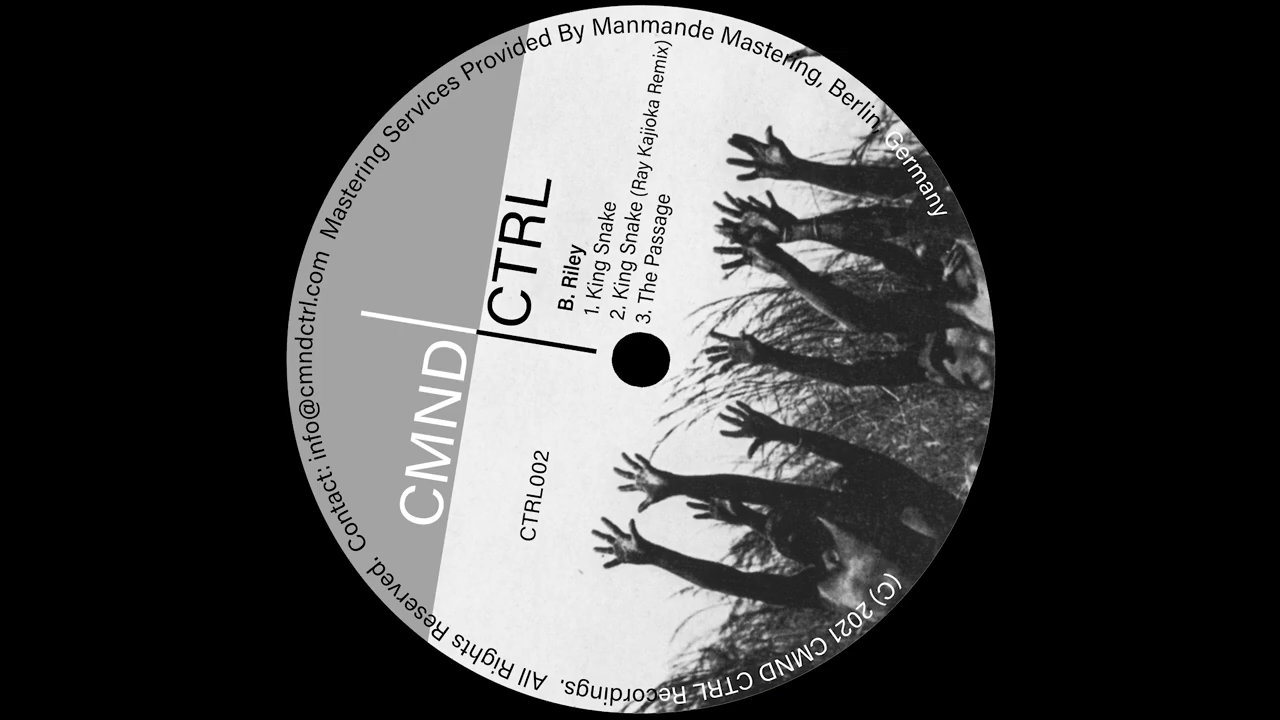 CMND
CTRL
B. Riley
1. King Snake
2. King Snake (Ray Kajioka Remix)
3. The Passage
CTRL002
(C) 2021 CMND CTRL Recordings. All Rights Reserved. Contact: info@cmndctrl.com Mastering Services Provided By Manmande Mastering, Berlin, Germany